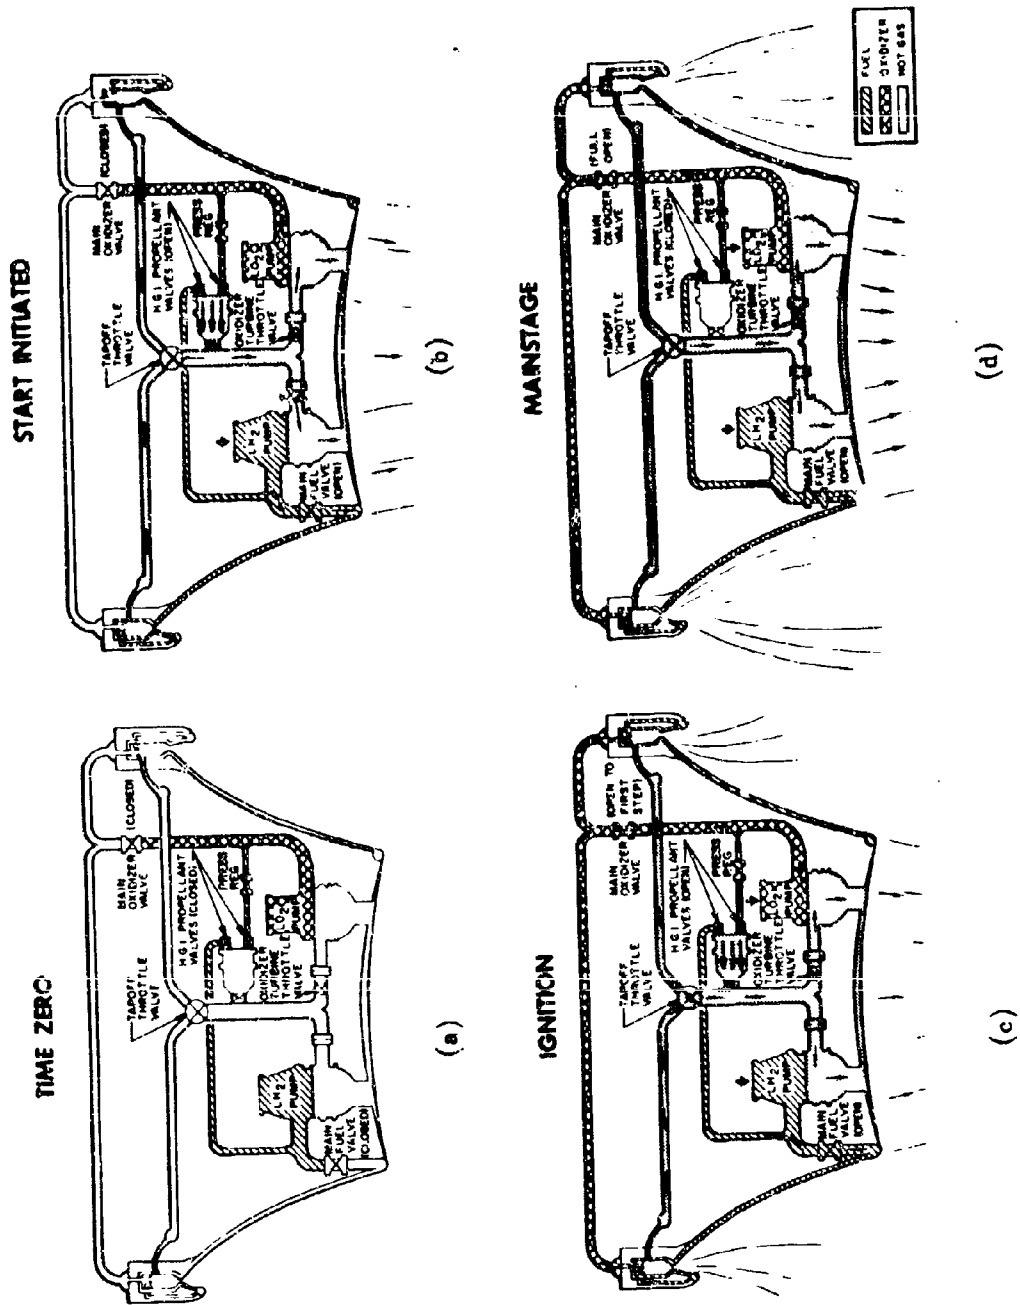 TIME ZERO
TAPOFF
THROTTLE
VALVE
MAIN
OXIDIZER
VALVE
(CLOSED)
H.G.I. PROPELLANT
VALVES (CLOSED)
PRESS
REG
LO2
PUMP
OXIDIZER
TURBINE
THROTTLE
VALVE
LH2
PUMP
MAIN
FUEL
VALVE
(CLOSED)
(a)
START INITIATED
TAPOFF
THROTTLE
VALVE
MAIN
OXIDIZER
VALVE
(CLOSED)
H.G.I. PROPELLANT
VALVES (OPEN)
PRESS
REG
LO2
PUMP
OXIDIZER
TURBINE
THROTTLE
VALVE
LH2
PUMP
MAIN
FUEL
VALVE
(OPEN)
(b)
IGNITION
TAPOFF
THROTTLE
VALVE
MAIN
OXIDIZER
VALVE
(OPEN TO
FIRST
STEP)
H.G.I. PROPELLANT
VALVES (OPEN)
PRESS
REG
LO2
PUMP
OXIDIZER
TURBINE
THROTTLE
VALVE
LH2
PUMP
MAIN
FUEL
VALVE
(OPEN)
(c)
MAINSTAGE
TAPOFF
THROTTLE
VALVE
MAIN
OXIDIZER
VALVE
(FULL
OPEN)
H.G.I. PROPELLANT
VALVES (CLOSED)
PRESS
REG
LO2
PUMP
OXIDIZER
TURBINE
THROTTLE
VALVE
LH2
PUMP
MAIN
FUEL
VALVE
(OPEN)
FUEL
OXIDIZER
HOT GAS
(d)